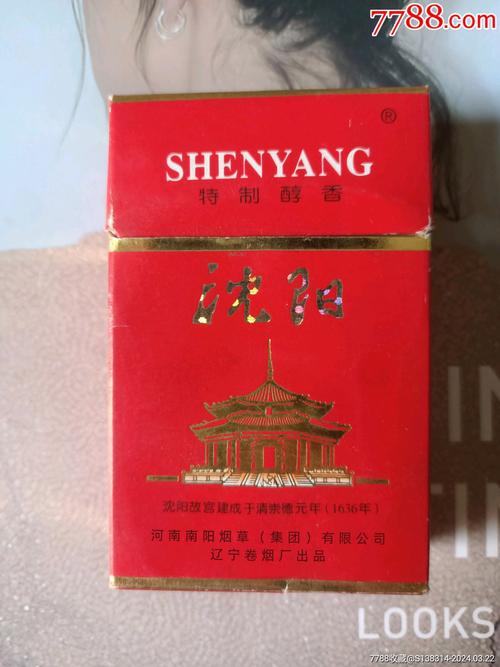 7788.com
®
SHENYANG
特制醇香
沈阳
沈阳故宫建成于清崇德元年(1636年)
河南南阳烟草(集团)有限公司
辽宁卷烟厂出品
IN
TIN
LOOKS
7788收藏@S138314-2024.03.22